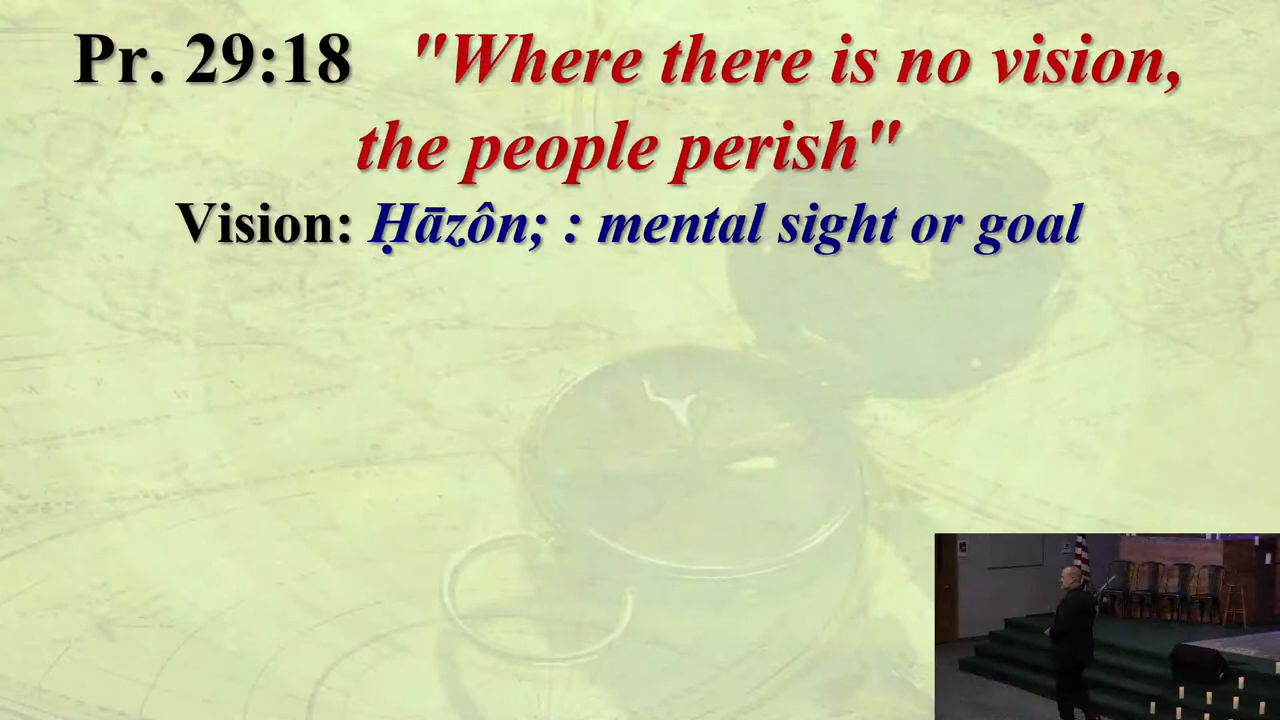 Pr. 29:18 "Where there is no vision,
the people perish"
Vision: Ḥāzôn; : mental sight or goal